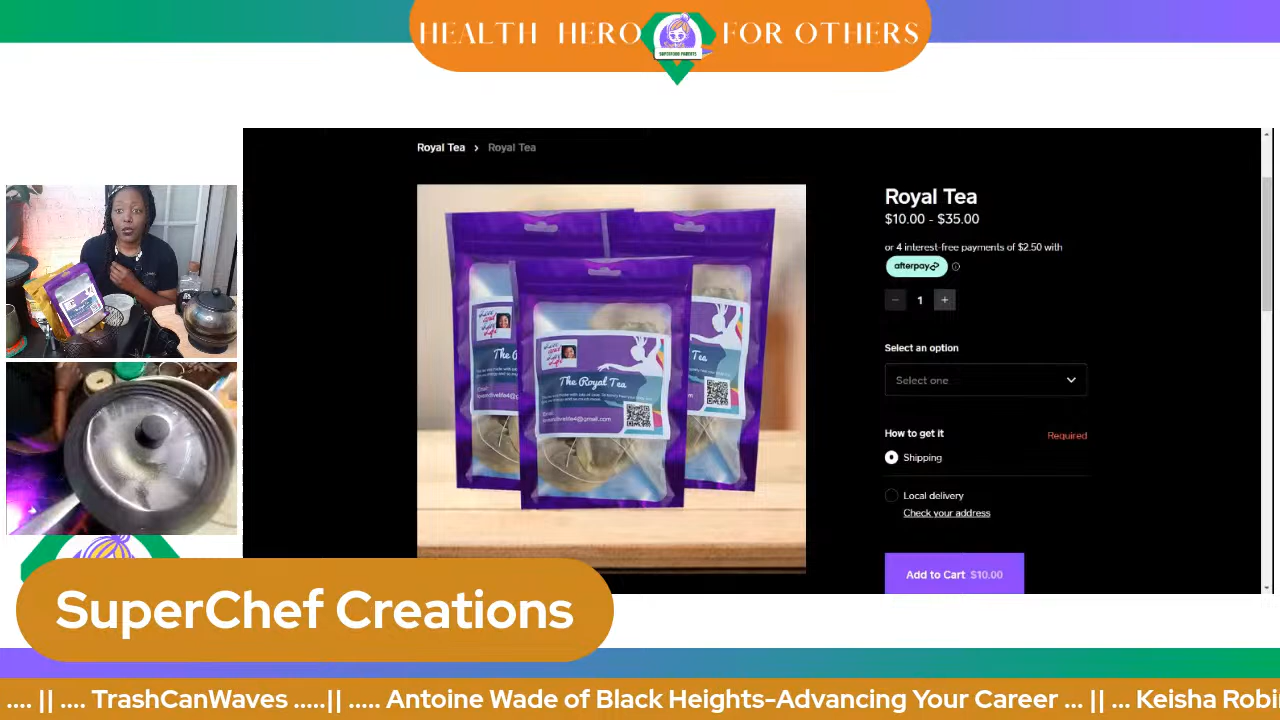 HEALTH HERO FOR OTHERS
SUPERFOOD PARENTS
Royal Tea > Royal Tea
Royal Tea
$10.00 - $35.00
or 4 interest-free payments of $2.50 with
afterpay
1
Select an option
Select one
How to get it
Required
Shipping
Local delivery
Check your address
Add to Cart $10.00
The Royal Tea
Tea
SuperChef Creations
.... || .... TrashCanWaves .....|| ..... Antoine Wade of Black Heights-Advancing Your Career ... || ... Keisha Robi